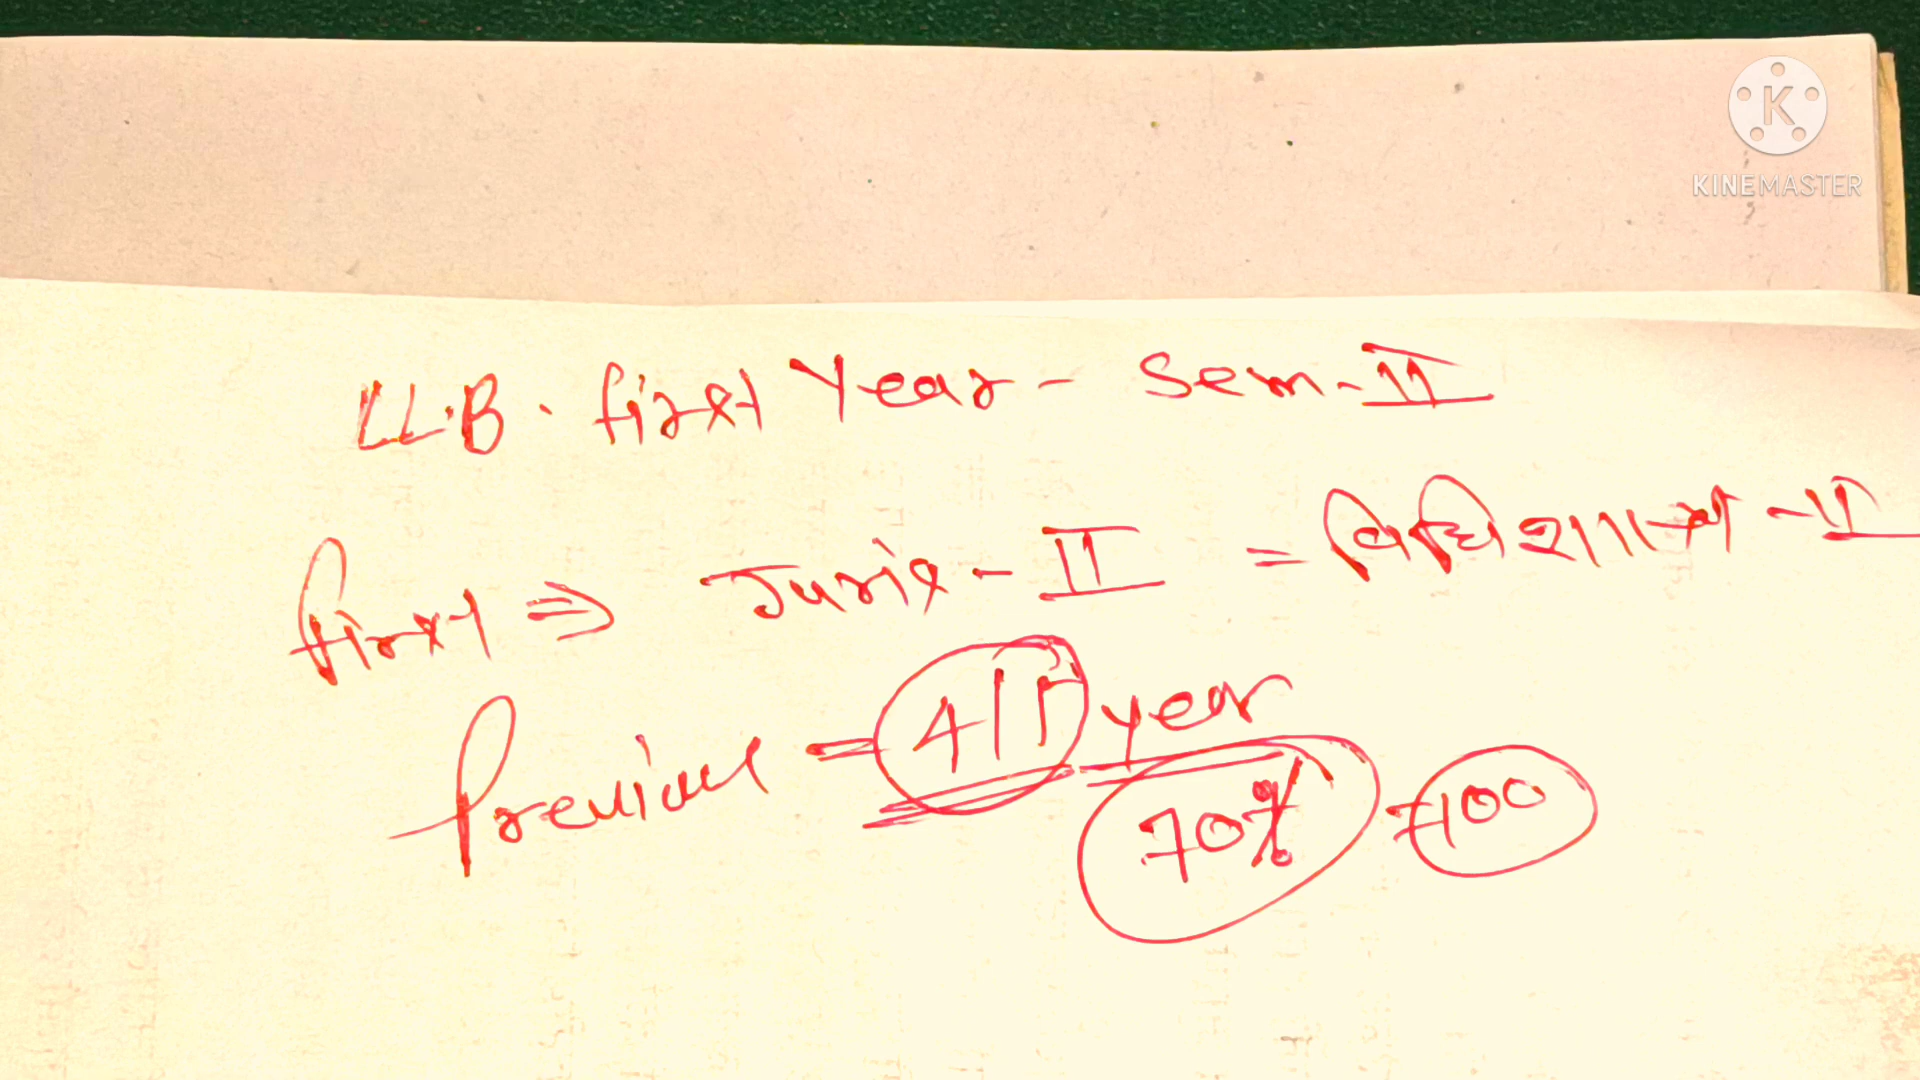 KINEMASTER
LL.B. first Year - Sem-II
first ⇒ Juris - II = विधिशास्त्र - II
Previous = 4/5 year
70% = 100